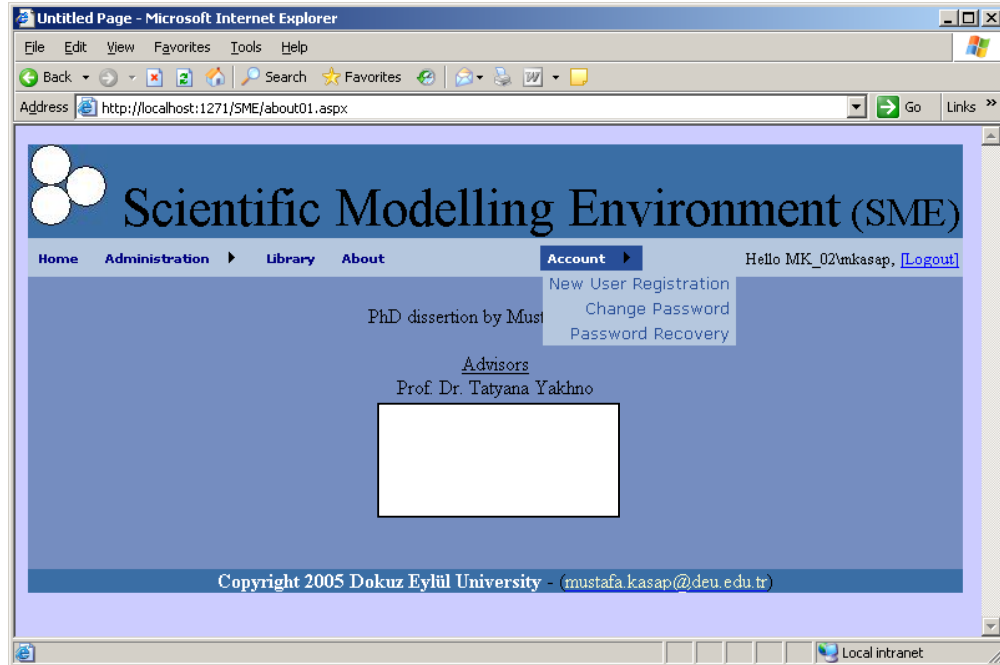 Untitled Page - Microsoft Internet Explorer
File Edit View Favorites Tools Help
Back Search Favorites
Address http://localhost:1271/SME/about01.aspx Go Links »
Scientific Modelling Environment (SME)
Home Administration Library About Account Hello MK_02\mkasap, [Logout]
New User Registration
Change Password
Password Recovery
PhD dissertion by
Advisors
Prof. Dr. Tatyana Yakhno
Copyright 2005 Dokuz Eylül University - (mustafa.kasap@deu.edu.tr)
Local intranet